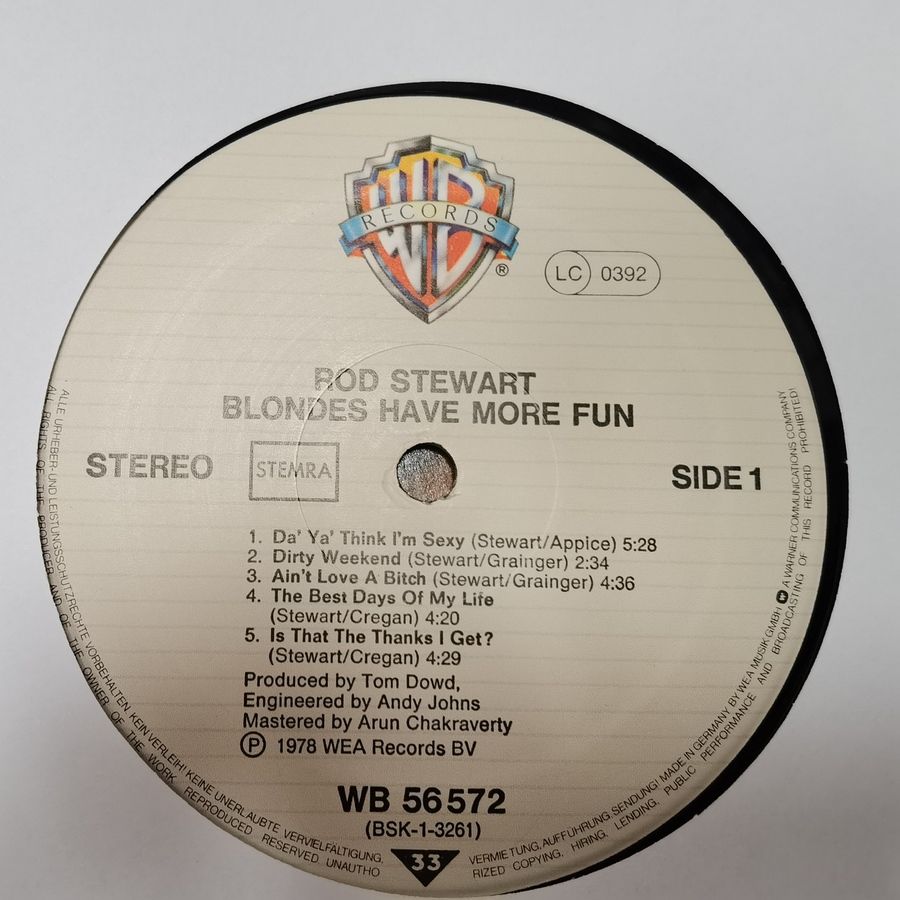 WB
RECORDS
®
LC 0392
ROD STEWART
BLONDES HAVE MORE FUN
STEREO
STEMRA
SIDE 1
1. Da' Ya' Think I'm Sexy (Stewart/Appice) 5:28
2. Dirty Weekend (Stewart/Grainger) 2:34
3. Ain't Love A Bitch (Stewart/Grainger) 4:36
4. The Best Days Of My Life
(Stewart/Cregan) 4:20
5. Is That The Thanks I Get?
(Stewart/Cregan) 4:29
Produced by Tom Dowd,
Engineered by Andy Johns
Mastered by Arun Chakraverty
Ⓟ 1978 WEA Records BV
WB 56 572
(BSK-1-3261)
33
ALLE URHEBER- UND LEISTUNGSSCHUTZRECHTE VORBEHALTEN. KEIN VERLEIH! KEINE UNERLAUBTE VERVIELFÄLTIGUNG, VERMIETUNG, AUFFÜHRUNG, SENDUNG! MADE IN GERMANY BY WEA MUSIK GMBH A WARNER COMMUNICATIONS COMPANY
ALL RIGHTS OF THE PRODUCER AND OF THE OWNER OF THE WORK REPRODUCED RESERVED. UNAUTHORIZED COPYING, HIRING, LENDING, PUBLIC PERFORMANCE AND BROADCASTING OF THIS RECORD PROHIBITED!